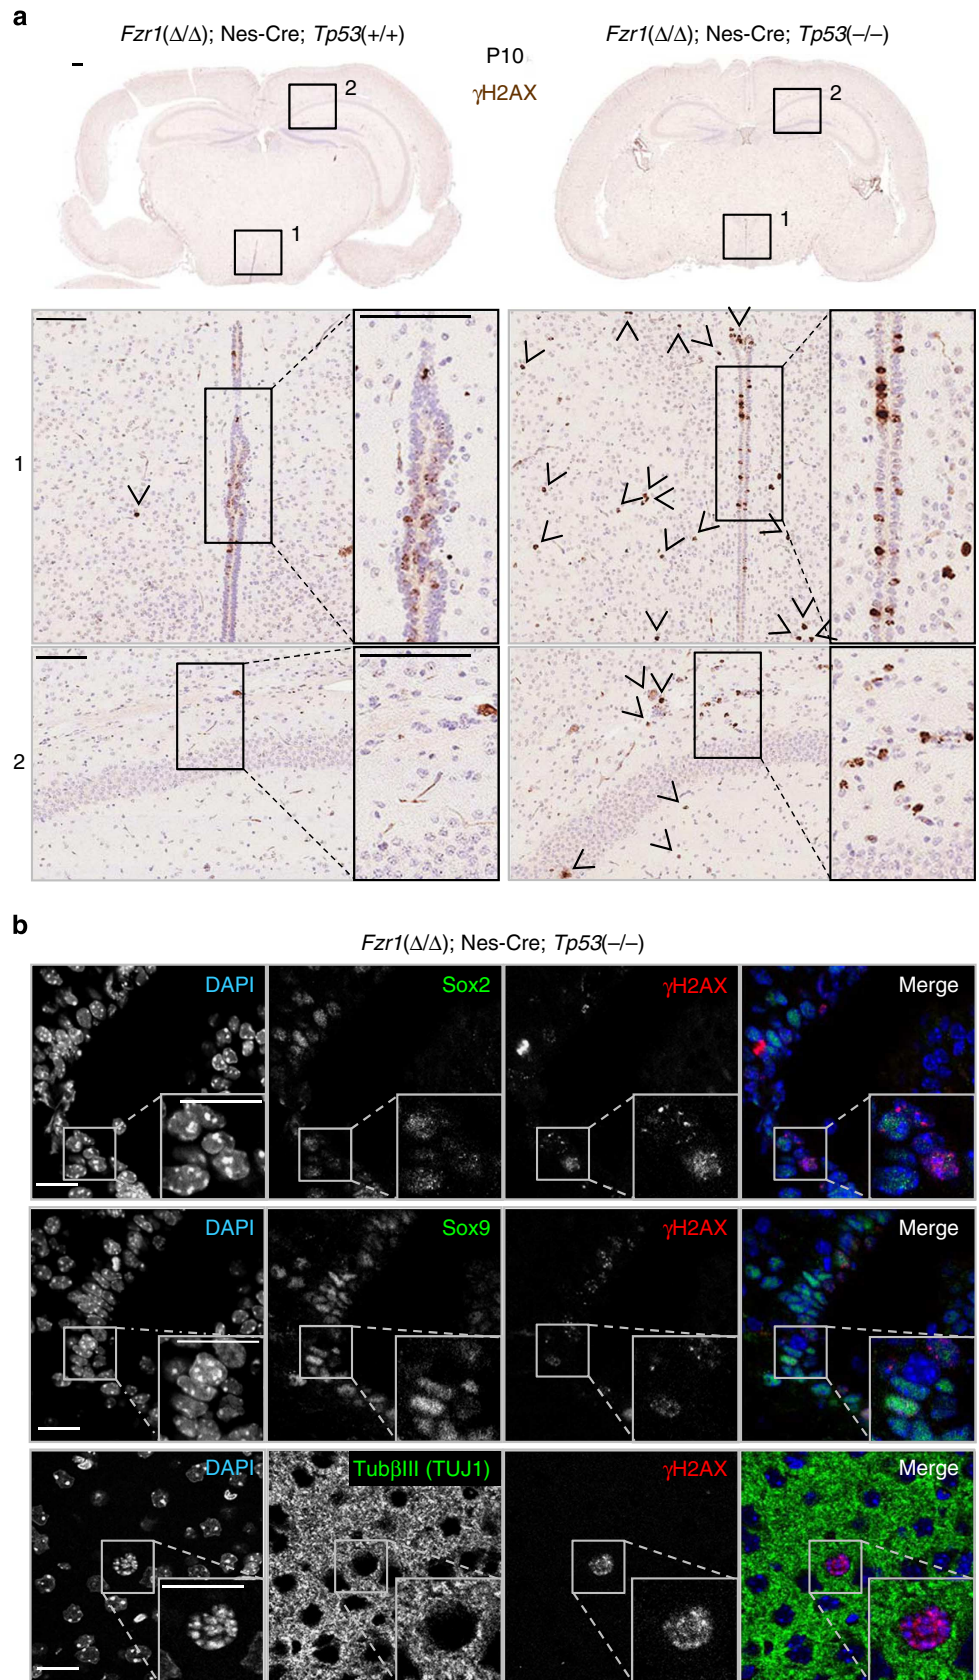 a
Fzr1(Δ/Δ); Nes-Cre; Tp53(+/+)
Fzr1(Δ/Δ); Nes-Cre; Tp53(–/–)
P10
γH2AX
2
2
1
1
1
2
b
Fzr1(Δ/Δ); Nes-Cre; Tp53(–/–)
DAPI Sox2 γH2AX Merge
DAPI Sox9 γH2AX Merge
DAPI TubβIII (TUJ1) γH2AX Merge